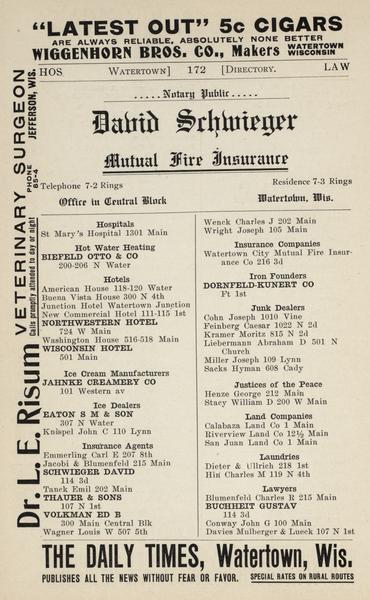 "LATEST OUT" 5c CIGARS
ARE ALWAYS RELIABLE, ABSOLUTELY NONE BETTER
WIGGENHORN BROS. CO., Makers WATERTOWN WISCONSIN
HOS WATERTOWN] 172 [DIRECTORY. LAW
.....Notary Public.....
David Schwieger
Mutual Fire Insurance
Telephone 7-2 Rings Residence 7-3 Rings
Office in Central Block Watertown, Wis.
Hospitals
St Mary's Hospital 1301 Main
Hot Water Heating
BIEFELD OTTO & CO
200-206 N Water
Hotels
American House 118-120 Water
Buena Vista House 300 N 4th
Junction Hotel Watertown Junction
New Commercial Hotel 111-115 1st
NORTHWESTERN HOTEL
724 W Main
Washington House 516-518 Main
WISCONSIN HOTEL
501 Main
Ice Cream Manufacturers
JAHNKE CREAMERY CO
101 Western av
Ice Dealers
EATON S M & SON
307 N Water
Knispel John C 110 Lynn
Insurance Agents
Emmerling Carl E 207 8th
Jacobi & Blumenfeld 215 Main
SCHWIEGER DAVID
114 3d
Tanck Emil 202 Main
THAUER & SONS
107 N 1st
VOLKMAN ED B
300 Main Central Blk
Wagner Louis W 507 5th
Wenck Charles J 202 Main
Wright Joseph 105 Main
Insurance Companies
Watertown City Mutual Fire Insur-
ance Co 216 3d
Iron Founders
DORNFELD-KUNERT CO
Ft 1st
Junk Dealers
Cohn Joseph 1010 Vine
Feinberg Caesar 1022 N 2d
Kramer Moritz 815 N 2d
Liebermann Abraham D 501 N
Church
Miller Joseph 109 Lynn
Sacks Hyman 608 Cady
Justices of the Peace
Henze George 212 Main
Stacy William D 200 W Main
Land Companies
Calabaza Land Co 1 Main
Riverview Land Co 12½ Main
San Juan Land Co 1 Main
Laundries
Dieter & Ullrich 218 1st
Hin Charles M 119 N 4th
Lawyers
Blumenfeld Charles R 215 Main
BUCHHEIT GUSTAV
114 3d
Conway John G 100 Main
Davies Mulberger & Lueck 107 N 1st
Dr. L. E. Risum VETERINARY SURGEON
Calls promptly attended to day or night
PHONE 85-4
JEFFERSON, WIS.
THE DAILY TIMES, Watertown, Wis.
PUBLISHES ALL THE NEWS WITHOUT FEAR OR FAVOR. SPECIAL RATES ON RURAL ROUTES